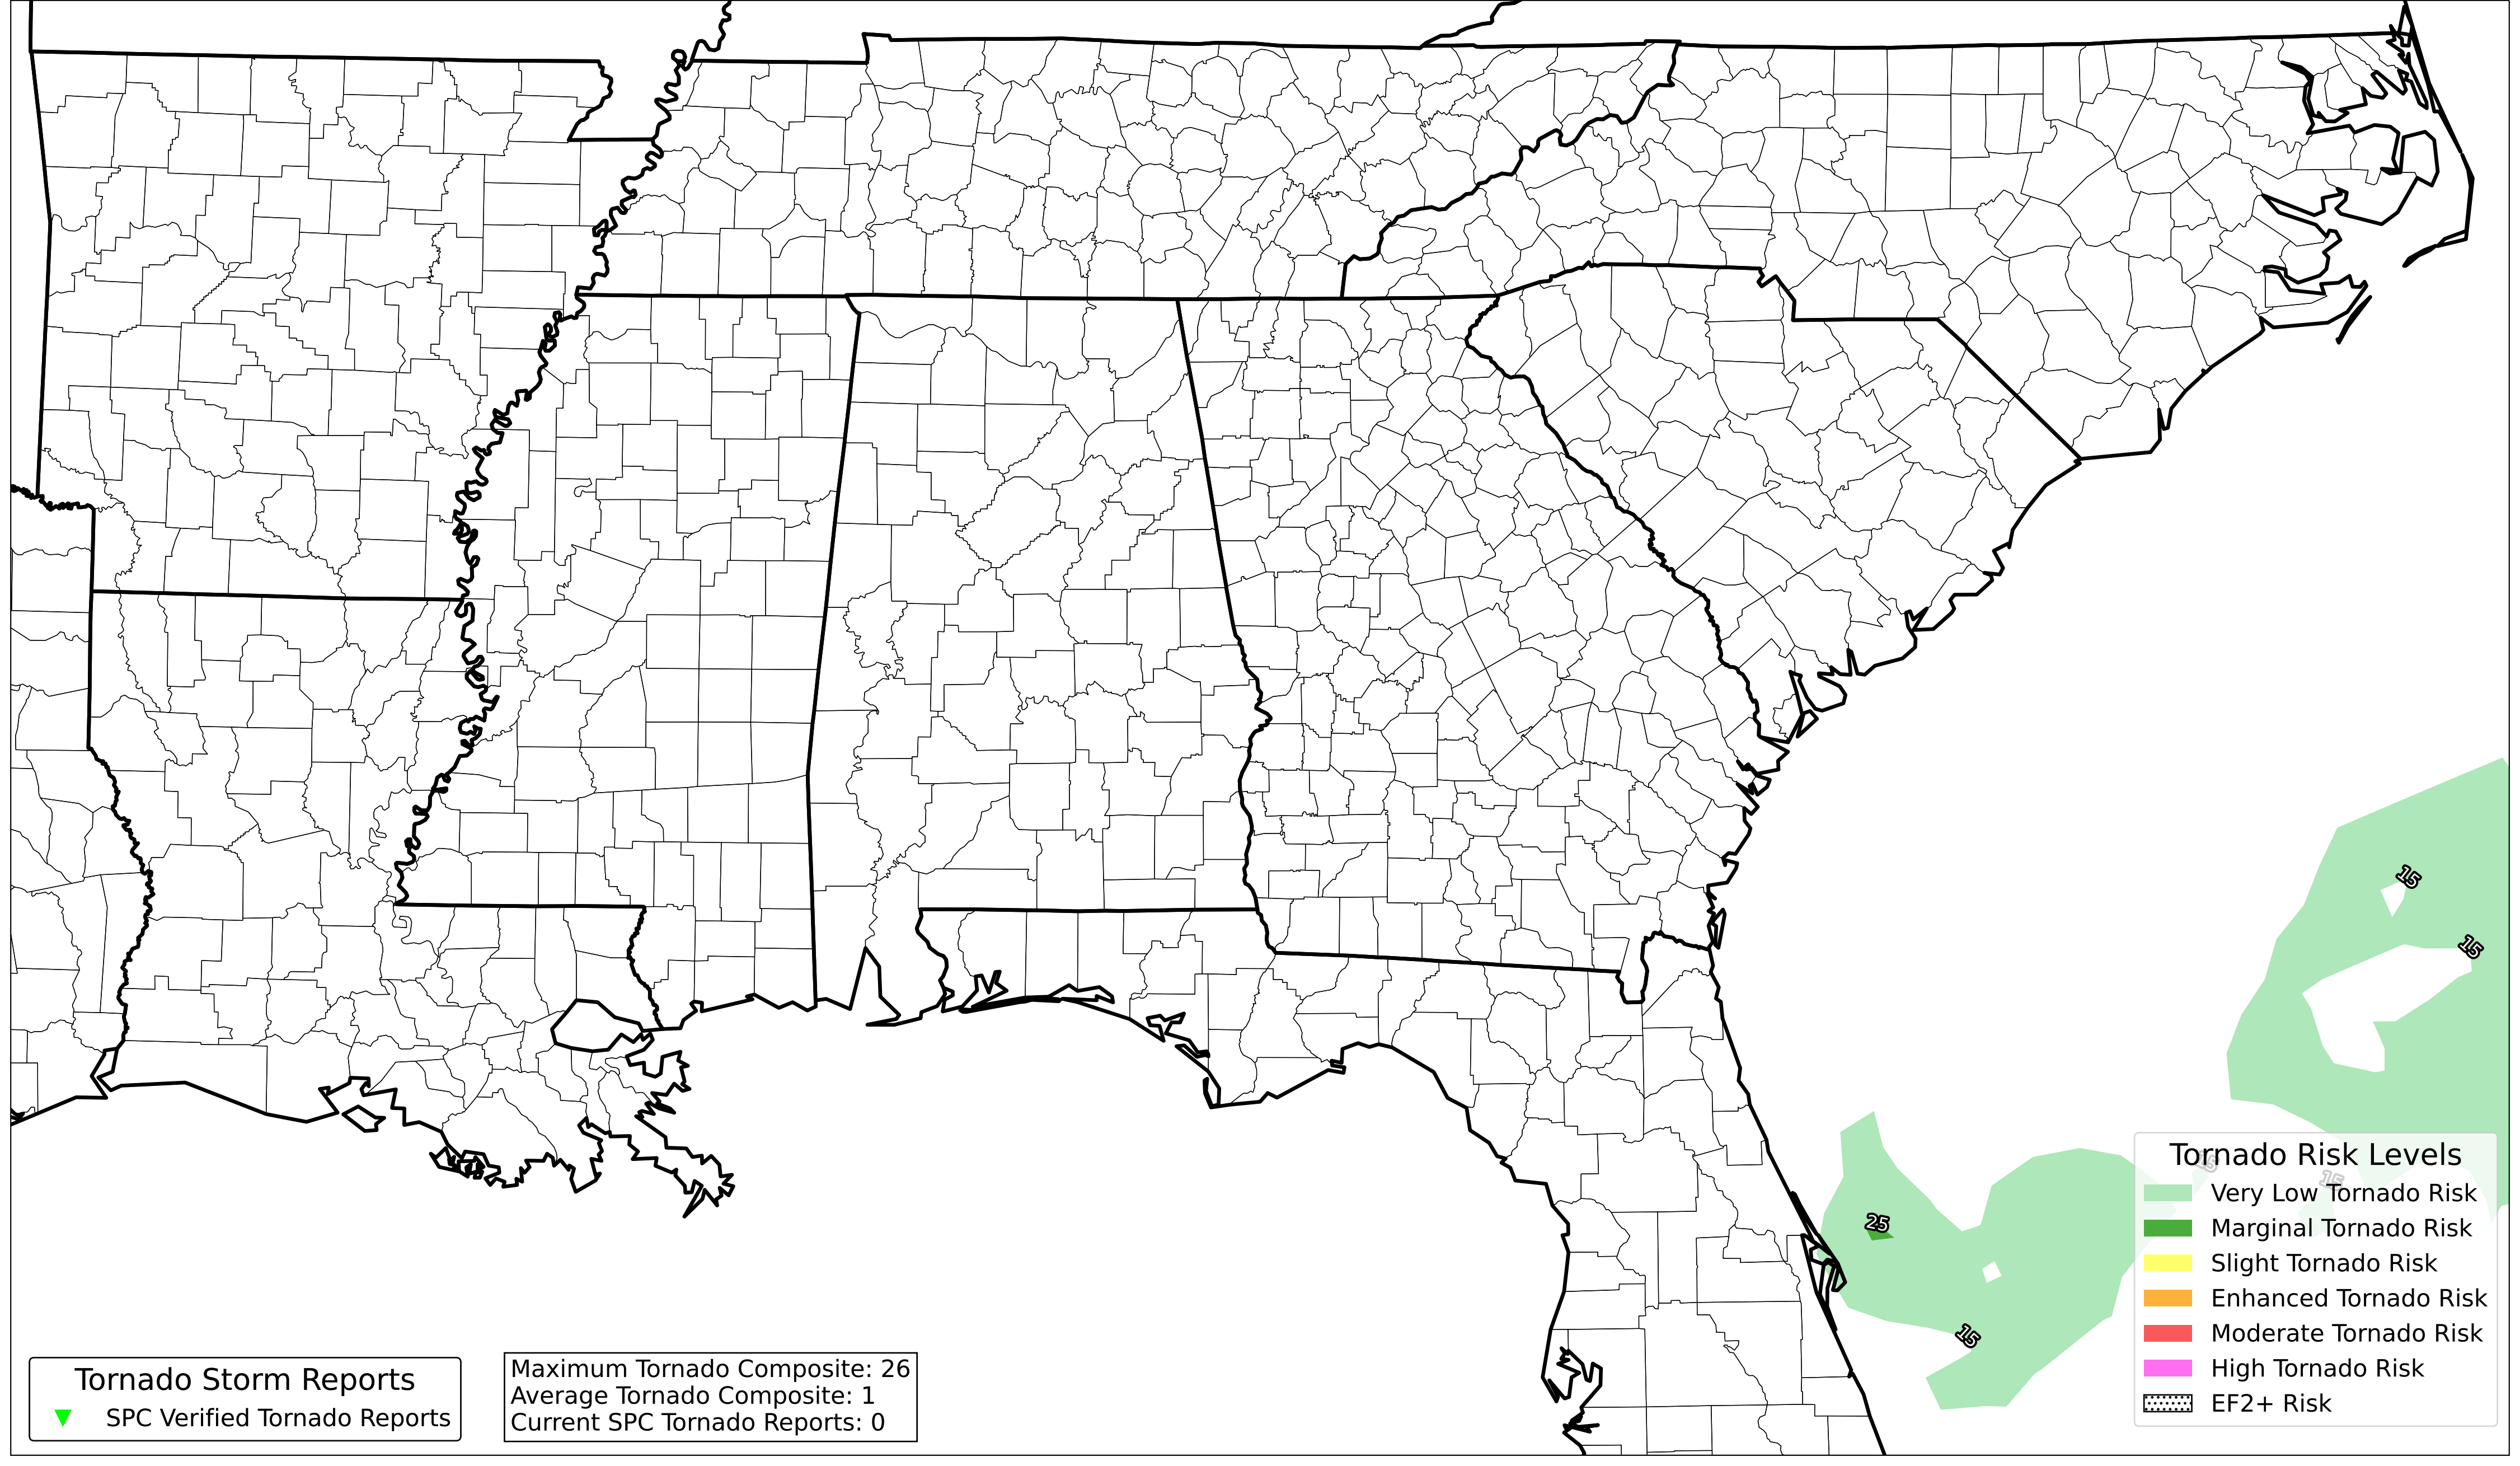 15
15
25
15
15
Tornado Risk Levels
Very Low Tornado Risk
Marginal Tornado Risk
Slight Tornado Risk
Enhanced Tornado Risk
Moderate Tornado Risk
High Tornado Risk
EF2+ Risk
Tornado Storm Reports
SPC Verified Tornado Reports
Maximum Tornado Composite: 26
Average Tornado Composite: 1
Current SPC Tornado Reports: 0